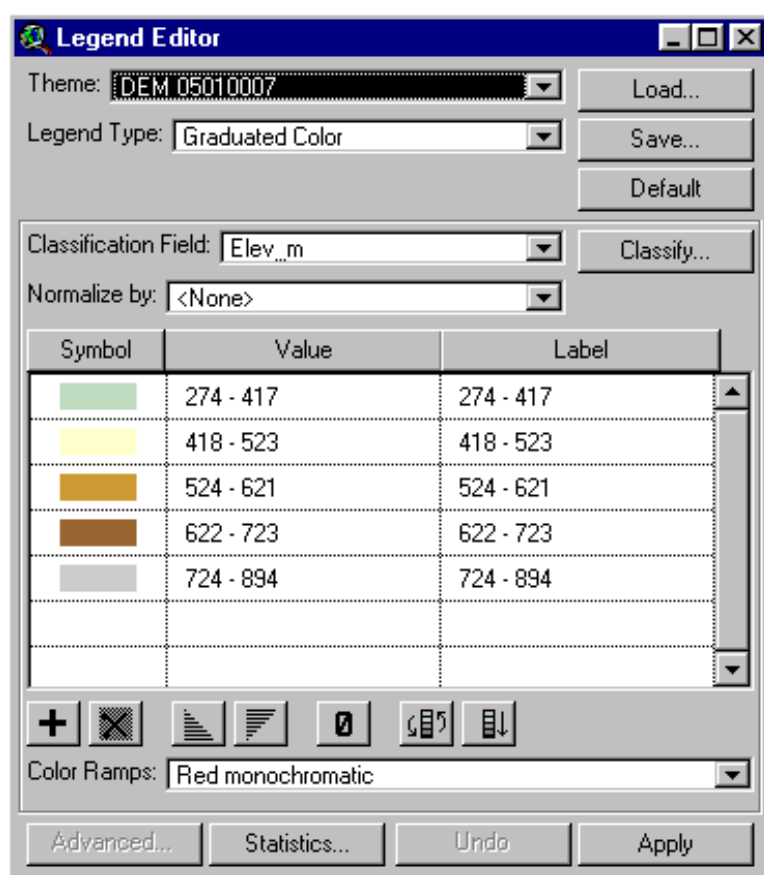 Legend Editor
Theme: DEM 05010007
Load...
Legend Type: Graduated Color
Save...
Default
Classification Field: Elev_m
Classify...
Normalize by: <None>
Symbol Value Label
274 - 417 274 - 417
418 - 523 418 - 523
524 - 621 524 - 621
622 - 723 622 - 723
724 - 894 724 - 894
0
Color Ramps: Red monochromatic
Advanced... Statistics... Undo Apply